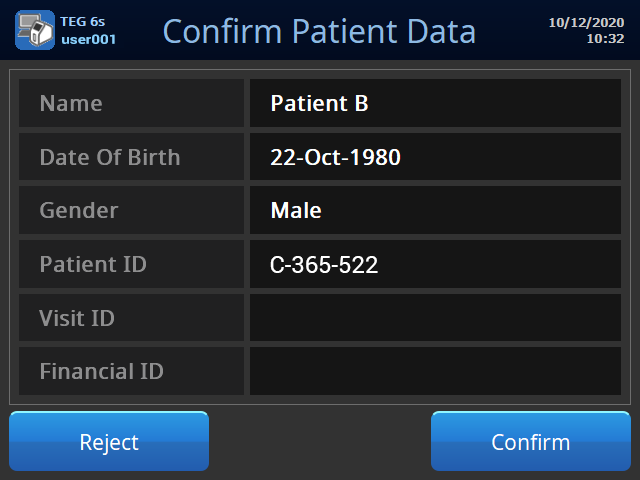 TEG 6s
user001
Confirm Patient Data
10/12/2020
10:32
Name Patient B
Date Of Birth 22-Oct-1980
Gender Male
Patient ID C-365-522
Visit ID
Financial ID
Reject Confirm